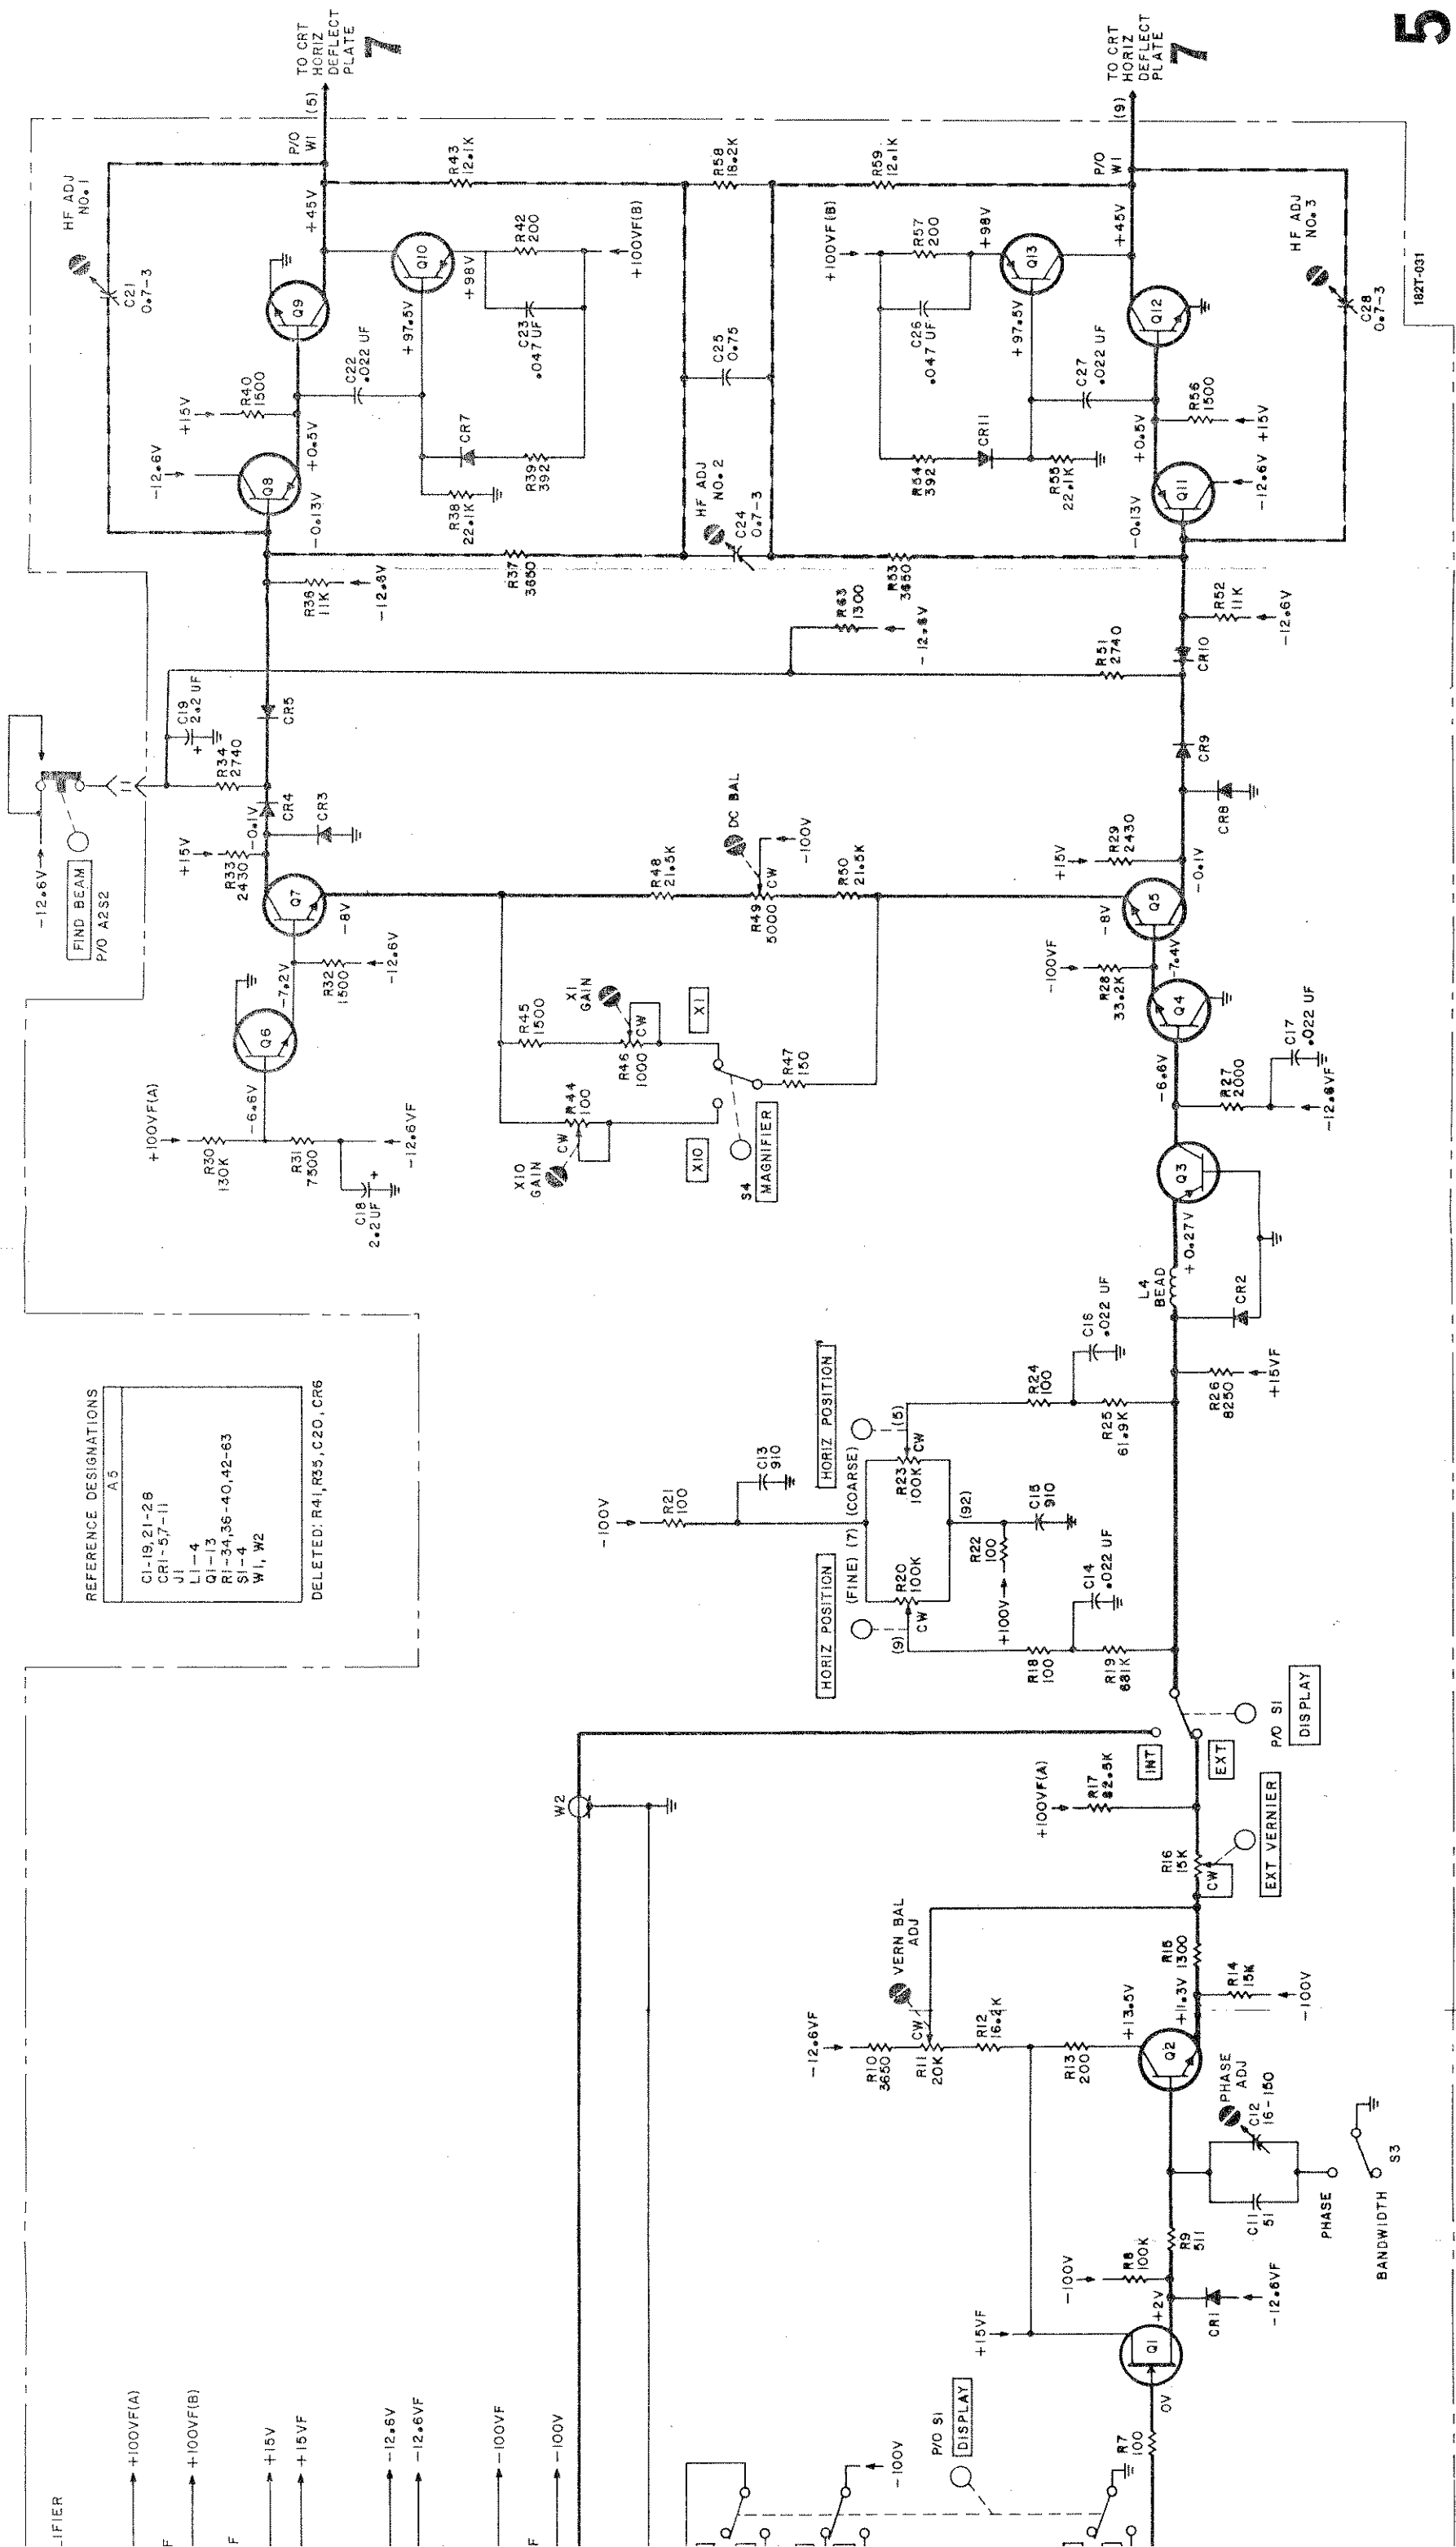 TO CRT
HORIZ
DEFLECT
PLATE
7
(5)
P/O
W1
HF ADJ
NO. 1
C21
0.7-3
+45V
R43
12.1K
R58
18.2K
R59
12.1K
P/O
W1
(9)
TO CRT
HORIZ
DEFLECT
PLATE
7
5
Q9
R40
1500
+15V
-12.6V
Q8
+0.5V
-0.13V
C22
.022 UF
+97.5V
Q10
+98V
R42
200
C23
.047 UF
+100VF(B)
CR7
R39
392
R38
22.1K
HF ADJ
NO. 2
C24
0.7-3
C25
0.75
+100VF(B)
R57
200
+98V
C26
.047 UF
Q13
+97.5V
+45V
R54
392
CR11
R55
22.1K
C27
.022 UF
Q12
+0.5V
R56
1500
+15V
Q11
-0.13V
-12.6V
HF ADJ
NO. 3
C28
0.7-3
182T-031
-12.6V
FIND BEAM
P/O A2S2
11
C19
2.2 UF
+
R34
2740
CR5
CR4
-0.1V
CR3
R36
11K
-12.6V
R37
3650
R63
1300
-12.6V
R53
3650
R51
2740
CR10
R52
11K
-12.6V
CR9
CR8
+15V
R33
2430
Q7
-8V
R48
21.5K
R49
5000
CW
DC BAL
-100V
R50
21.5K
+15V
R29
2430
-0.1V
Q5
-8V
-7.2V
R32
1500
-12.6V
Q6
+100VF(A)
R30
130K
-6.6V
R31
7500
-12.6VF
C18
2.2UF
+
R45
1500
X1
GAIN
R46
1000
CW
X1
R44
100
CW
X10
GAIN
X10
S4
MAGNIFIER
R47
150
-100VF
R28
33.2K
-7.4V
Q4
-6.6V
R27
2000
C17
.022 UF
-12.6VF
Q3
+0.27V
L4
BEAD
CR2
REFERENCE DESIGNATIONS
A5
C1-19,21-28
CR1-5,7-11
J1
L1-4
Q1-13
R1-34,36-40,42-63
S1-4
W1, W2
DELETED: R41, R35, C20, CR6
-100V
R21
100
C13
910
HORIZ POSITION
(COARSE)
(5)
R23
100K
CW
R24
100
C16
.022 UF
R25
61.9K
R26
8250
+15VF
(7)
HORIZ POSITION
(FINE)
(9)
R20
100K
CW
(92)
R22
100
+100V
C15
910
R18
100
C14
.022 UF
R19
681K
W2
INT
EXT
P/O S1
DISPLAY
+100VF(A)
R17
82.5K
R16
15K
CW
EXT VERNIER
VERN BAL
ADJ
-12.6VF
R10
3650
R11
20K
CW
R12
16.2K
R13
200
+13.5V
+11.3V
R15
1300
R14
15K
-100V
Q2
PHASE
ADJ
C12
16-150
C11
51
PHASE
BANDWIDTH
S3
R9
511
-100V
R8
100K
+2V
CR1
-12.6VF
+15VF
Q1
0V
R7
100
P/O S1
DISPLAY
-100V
LIFIER
+100VF(A)
F
+100VF(B)
F
+15V
+15VF
-12.6V
-12.6VF
-100VF
F
-100V